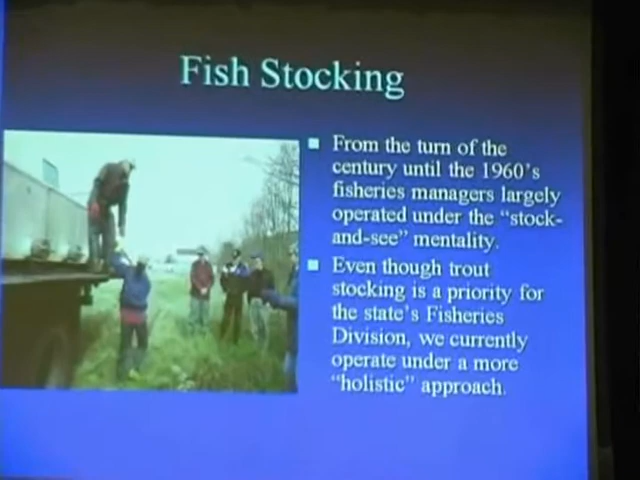 Fish Stocking
From the turn of the
century until the 1960's
fisheries managers largely
operated under the "stock-
and-see" mentality.
Even though trout
stocking is a priority for
the state's Fisheries
Division, we currently
operate under a more
"holistic" approach.